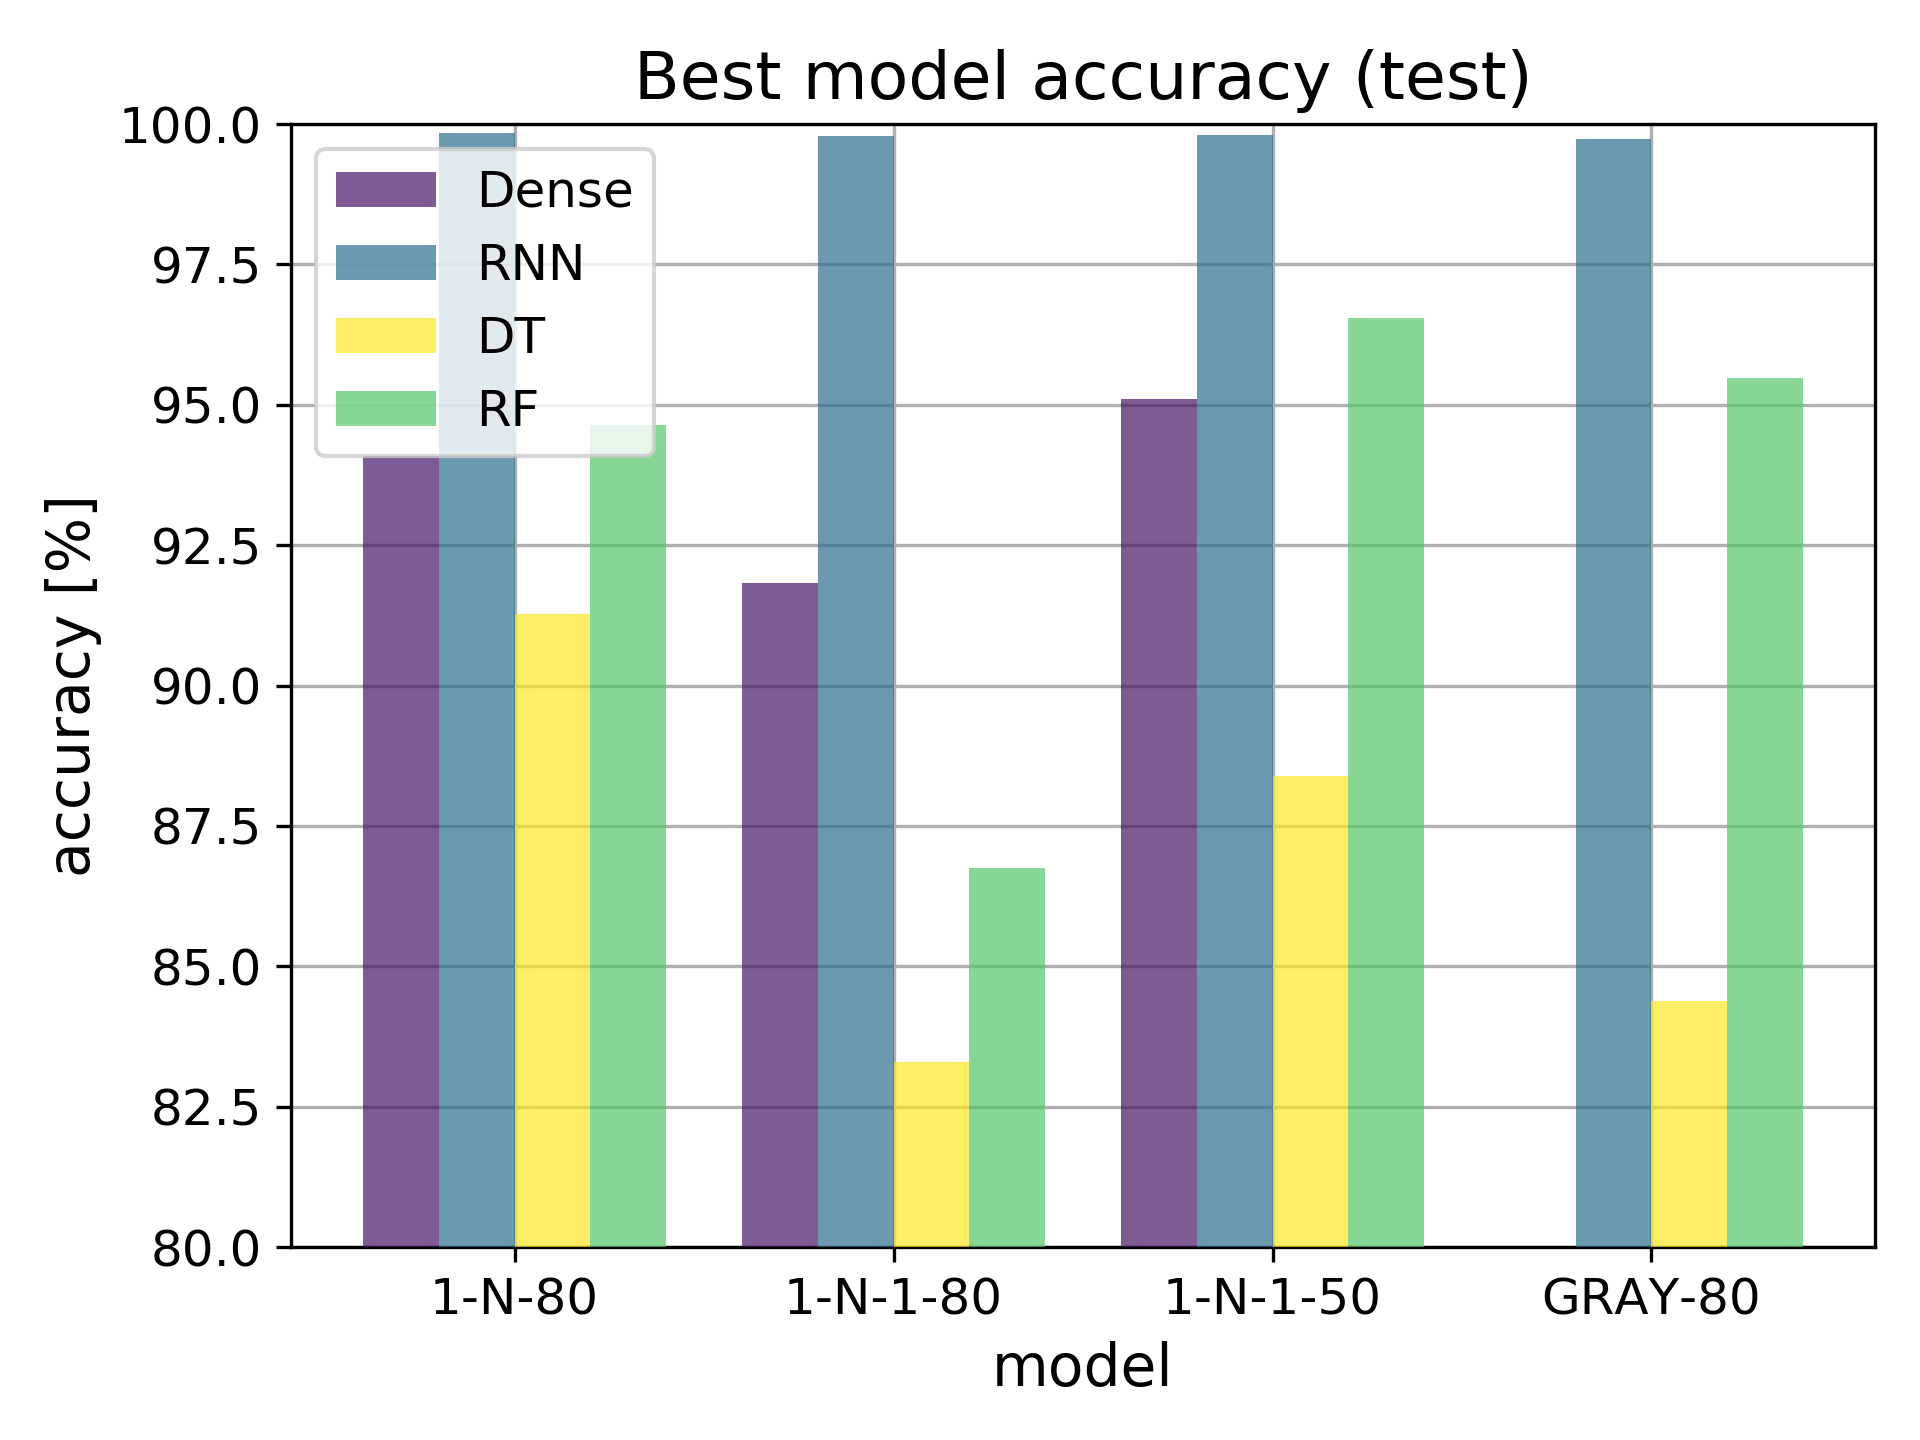 Best model accuracy (test)
100.0
97.5
95.0
92.5
90.0
87.5
85.0
82.5
80.0
accuracy [%]
Dense
RNN
DT
RF
1-N-80
1-N-1-80
1-N-1-50
GRAY-80
model